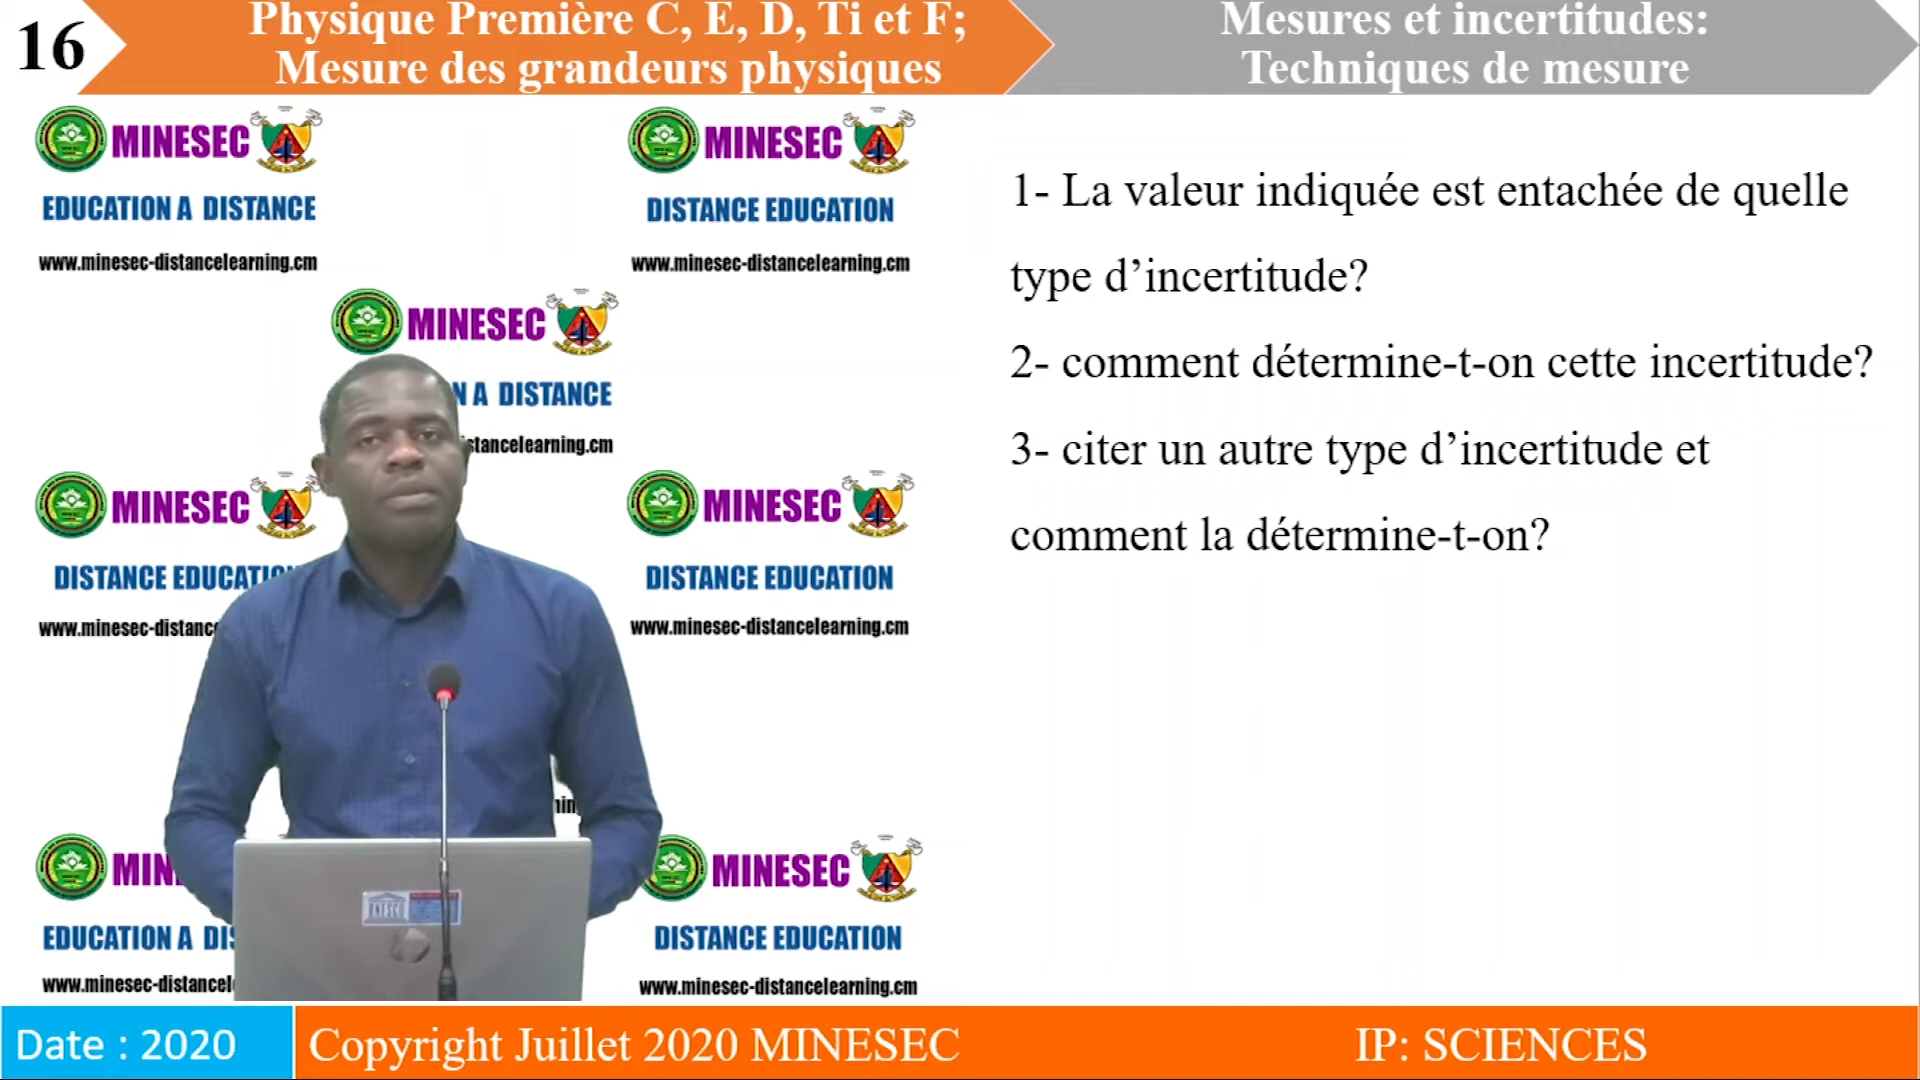 16
Physique Première C, E, D, Ti et F;
Mesure des grandeurs physiques
Mesures et incertitudes:
Techniques de mesure
MINESEC
EDUCATION A DISTANCE
www.minesec-distancelearning.cm
MINESEC
DISTANCE EDUCATION
www.minesec-distancelearning.cm
MINESEC
N A DISTANCE
stancelearning.cm
MINESEC
DISTANCE EDUCATIO
www.minesec-distance
MINESEC
DISTANCE EDUCATION
www.minesec-distancelearning.cm
MIN
EDUCATION A DIS
www.minesec-distancel
MINESEC
DISTANCE EDUCATION
www.minesec-distancelearning.cm
1- La valeur indiquée est entachée de quelle
type d’incertitude?
2- comment détermine-t-on cette incertitude?
3- citer un autre type d’incertitude et
comment la détermine-t-on?
UNESCO
Date : 2020
Copyright Juillet 2020 MINESEC
IP: SCIENCES